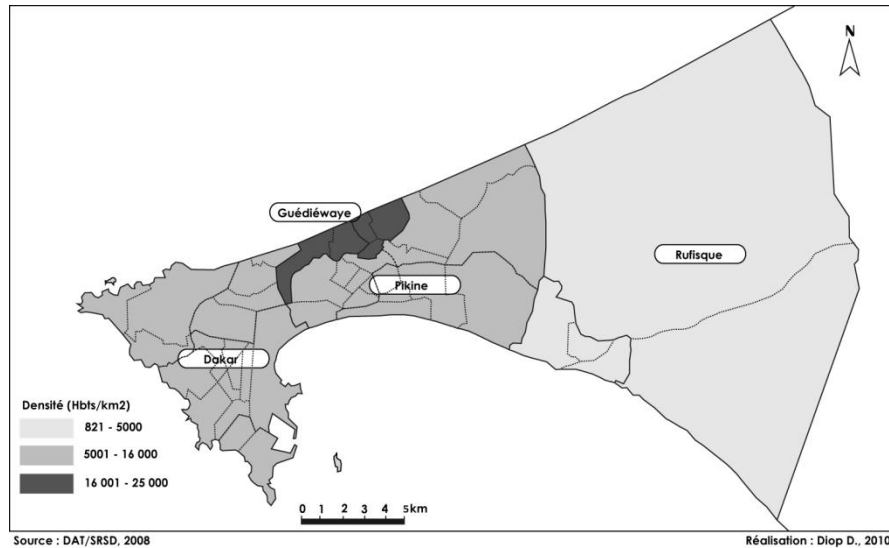 N
Guédiéwaye
Rufisque
Pikine
Dakar
Densité (Hbts/km2)
821 - 5000
5001 - 16 000
16 001 - 25 000
0 1 2 3 4 5km
Source : DAT/SRSD, 2008
Réalisation : Diop D., 2010